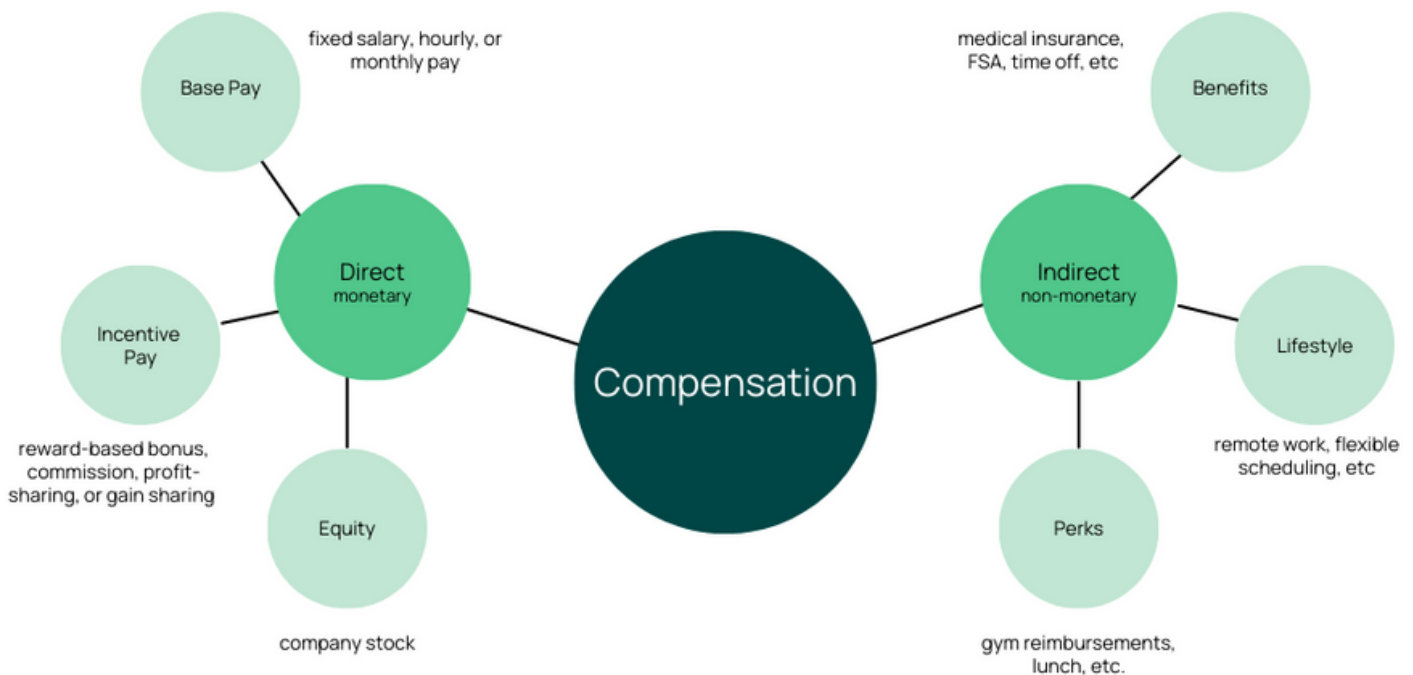 fixed salary, hourly, or
monthly pay
Base Pay
Direct
monetary
Incentive
Pay
reward-based bonus,
commission, profit-
sharing, or gain sharing
Equity
company stock
Compensation
medical insurance,
FSA, time off, etc
Benefits
Indirect
non-monetary
Lifestyle
remote work, flexible
scheduling, etc
Perks
gym reimbursements,
lunch, etc.